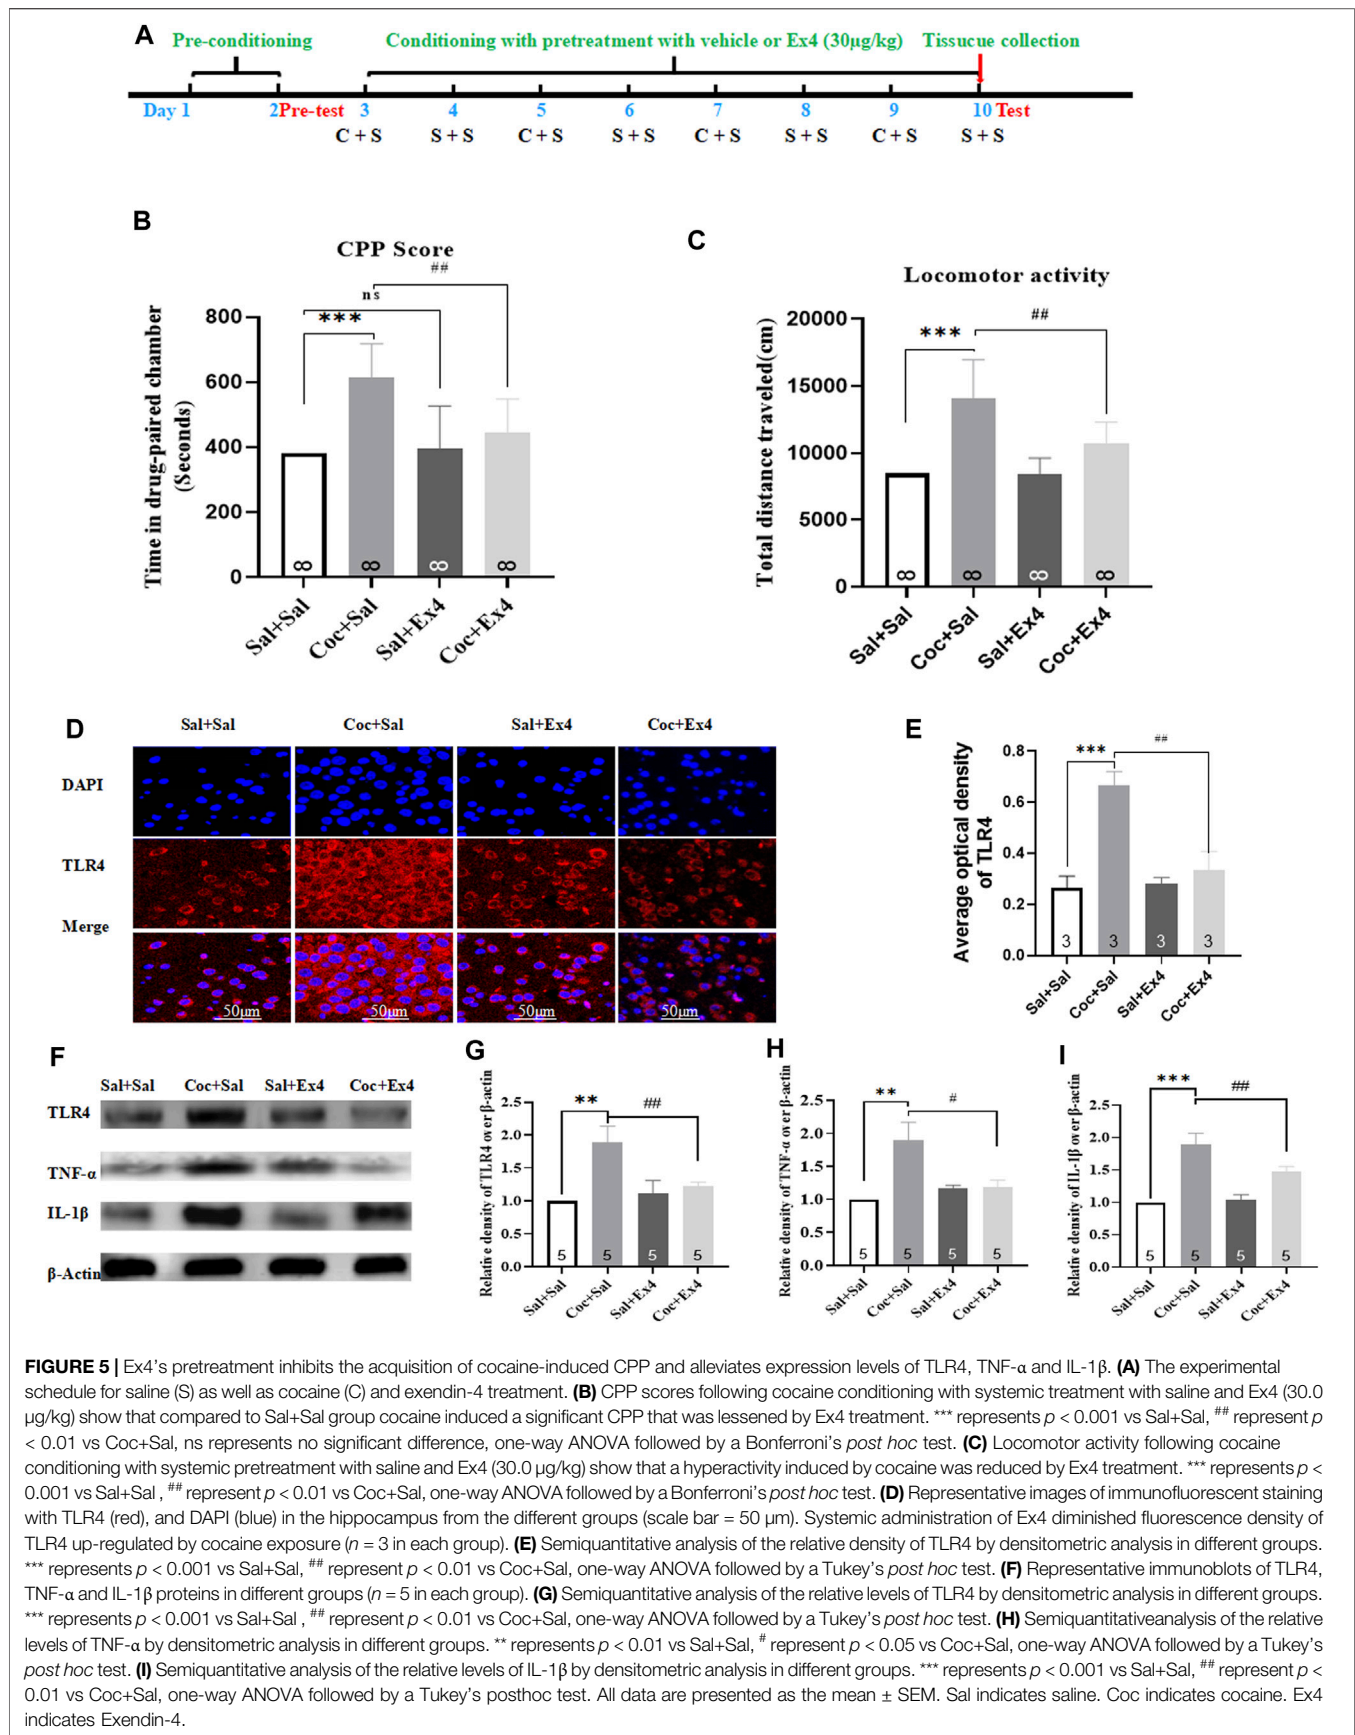 A
Pre-conditioning
Conditioning with pretreatment with vehicle or Ex4 (30µg/kg)
Tissucue collection
Day 1 2 Pre-test 3 4 5 6 7 8 9 10 Test
C + S S + S C + S S + S C + S S + S C + S S + S
B
CPP Score
##
ns
***
Time in drug-paired chamber
(Seconds)
800
600
400
200
0
8 8 8 8
Sal+Sal Coc+Sal Sal+Ex4 Coc+Ex4
C
Locomotor activity
***
##
Total distance traveled(cm)
20000
15000
10000
5000
0
8 8 8 8
Sal+Sal Coc+Sal Sal+Ex4 Coc+Ex4
D
Sal+Sal Coc+Sal Sal+Ex4 Coc+Ex4
DAPI
TLR4
Merge
50µm 50µm 50µm 50µm
E
***
##
Average optical density
of TLR4
0.8
0.6
0.4
0.2
0.0
3 3 3 3
Sal+Sal Coc+Sal Sal+Ex4 Coc+Ex4
F
Sal+Sal Coc+Sal Sal+Ex4 Coc+Ex4
TLR4
TNF-α
IL-1β
β-Actin
G
**
##
Relative density of TLR4 over β-actin
2.5
2.0
1.5
1.0
0.5
0.0
5 5 5 5
Sal+Sal Coc+Sal Sal+Ex4 Coc+Ex4
H
**
#
Relative density of TNF-α over β-actin
2.5
2.0
1.5
1.0
0.5
0.0
5 5 5 5
Sal+Sal Coc+Sal Sal+Ex4 Coc+Ex4
I
***
##
Relative density of IL-1β over β-actin
2.5
2.0
1.5
1.0
0.5
0.0
5 5 5 5
Sal+Sal Coc+Sal Sal+Ex4 Coc+Ex4
FIGURE 5 | Ex4's pretreatment inhibits the acquisition of cocaine-induced CPP and alleviates expression levels of TLR4, TNF-α and IL-1β. (A) The experimental
schedule for saline (S) as well as cocaine (C) and exendin-4 treatment. (B) CPP scores following cocaine conditioning with systemic treatment with saline and Ex4 (30.0
µg/kg) show that compared to Sal+Sal group cocaine induced a significant CPP that was lessened by Ex4 treatment. *** represents p < 0.001 vs Sal+Sal, ## represent p
< 0.01 vs Coc+Sal, ns represents no significant difference, one-way ANOVA followed by a Bonferroni's post hoc test. (C) Locomotor activity following cocaine
conditioning with systemic pretreatment with saline and Ex4 (30.0 µg/kg) show that a hyperactivity induced by cocaine was reduced by Ex4 treatment. *** represents p <
0.001 vs Sal+Sal , ## represent p < 0.01 vs Coc+Sal, one-way ANOVA followed by a Bonferroni's post hoc test. (D) Representative images of immunofluorescent staining
with TLR4 (red), and DAPI (blue) in the hippocampus from the different groups (scale bar = 50 µm). Systemic administration of Ex4 diminished fluorescence density of
TLR4 up-regulated by cocaine exposure (n = 3 in each group). (E) Semiquantitative analysis of the relative density of TLR4 by densitometric analysis in different groups.
*** represents p < 0.001 vs Sal+Sal, ## represent p < 0.01 vs Coc+Sal, one-way ANOVA followed by a Tukey's post hoc test. (F) Representative immunoblots of TLR4,
TNF-α and IL-1β proteins in different groups (n = 5 in each group). (G) Semiquantitative analysis of the relative levels of TLR4 by densitometric analysis in different groups.
*** represents p < 0.001 vs Sal+Sal , ## represent p < 0.01 vs Coc+Sal, one-way ANOVA followed by a Tukey's post hoc test. (H) Semiquantitativeanalysis of the relative
levels of TNF-α by densitometric analysis in different groups. ** represents p < 0.01 vs Sal+Sal, # represent p < 0.05 vs Coc+Sal, one-way ANOVA followed by a Tukey's
post hoc test. (I) Semiquantitative analysis of the relative levels of IL-1β by densitometric analysis in different groups. *** represents p < 0.001 vs Sal+Sal, ## represent p <
0.01 vs Coc+Sal, one-way ANOVA followed by a Tukey's posthoc test. All data are presented as the mean ± SEM. Sal indicates saline. Coc indicates cocaine. Ex4
indicates Exendin-4.